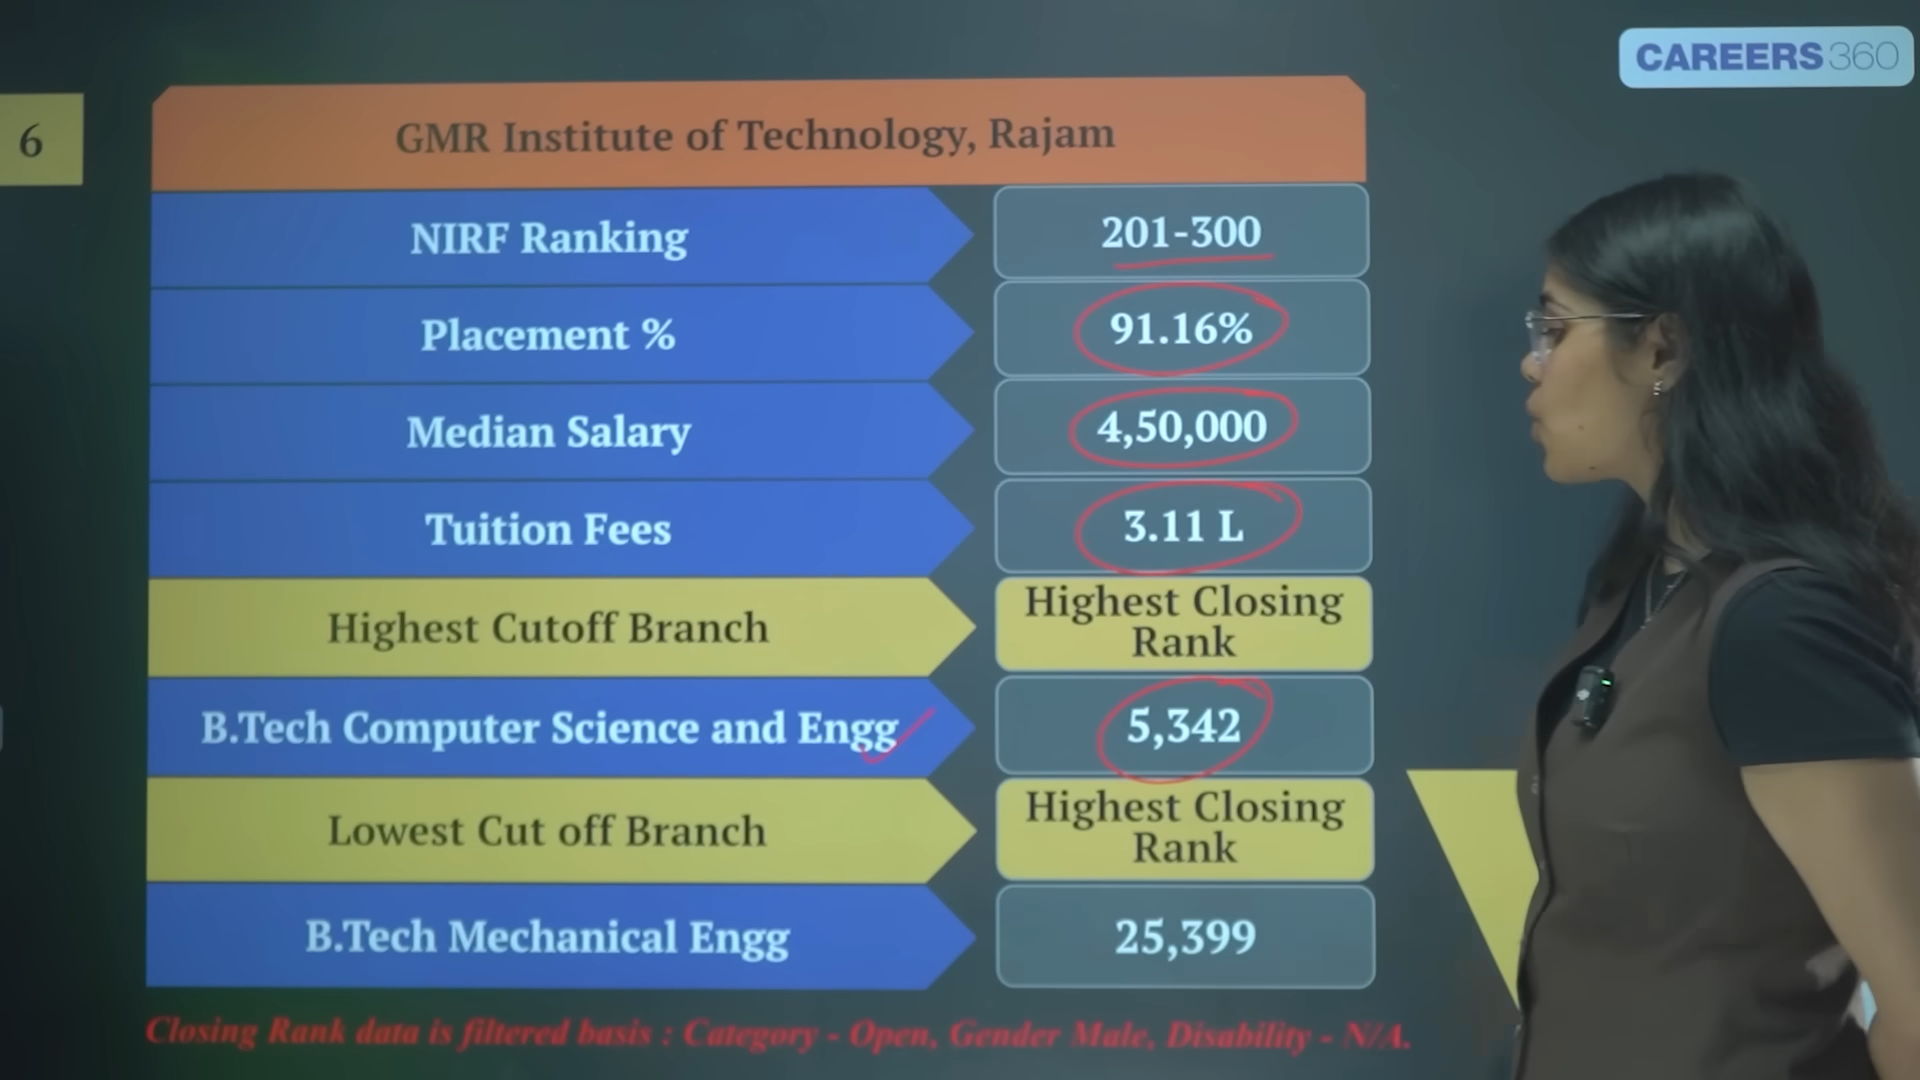 CAREERS360
6
GMR Institute of Technology, Rajam
NIRF Ranking
201-300
Placement %
91.16%
Median Salary
4,50,000
Tuition Fees
3.11 L
Highest Cutoff Branch
Highest Closing
Rank
B.Tech Computer Science and Engg
5,342
Lowest Cut off Branch
Highest Closing
Rank
B.Tech Mechanical Engg
25,399
Closing Rank data is filtered basis : Category - Open, Gender Male, Disability - N/A.